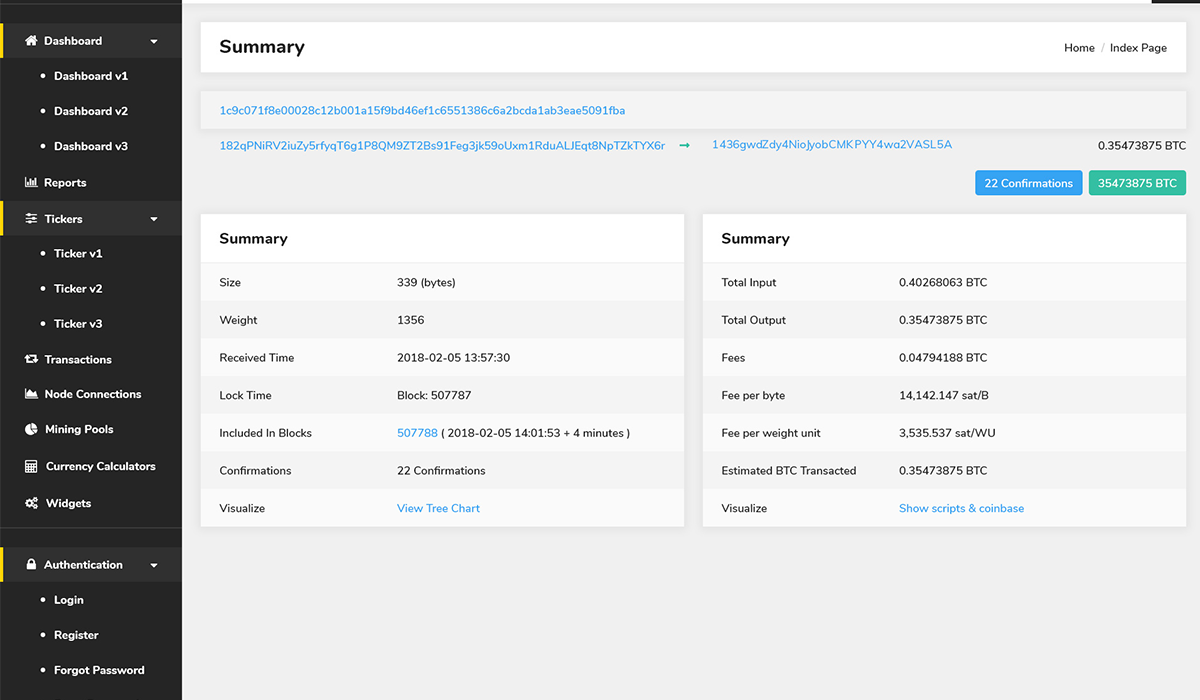 Dashboard
Dashboard v1
Dashboard v2
Dashboard v3
Reports
Tickers
Ticker v1
Ticker v2
Ticker v3
Transactions
Node Connections
Mining Pools
Currency Calculators
Widgets
Authentication
Login
Register
Forgot Password
Summary
Home / Index Page
1c9c071f8e00028c12b001a15f9bd46ef1c6551386c6a2bcda1ab3eae5091fba
182qPNiRV2iuZy5rfyqT6g1P8QM9ZT2Bs91Feg3jk59oUxm1RduALJEqt8NpTZkTYX6r → 1436gwdZdy4NioJyobCMKPYY4wa2VASL5A 0.35473875 BTC
22 Confirmations 35473875 BTC
Summary
Size 339 (bytes)
Weight 1356
Received Time 2018-02-05 13:57:30
Lock Time Block: 507787
Included In Blocks 507788 ( 2018-02-05 14:01:53 + 4 minutes )
Confirmations 22 Confirmations
Visualize View Tree Chart
Summary
Total Input 0.40268063 BTC
Total Output 0.35473875 BTC
Fees 0.04794188 BTC
Fee per byte 14,142.147 sat/B
Fee per weight unit 3,535.537 sat/WU
Estimated BTC Transacted 0.35473875 BTC
Visualize Show scripts & coinbase